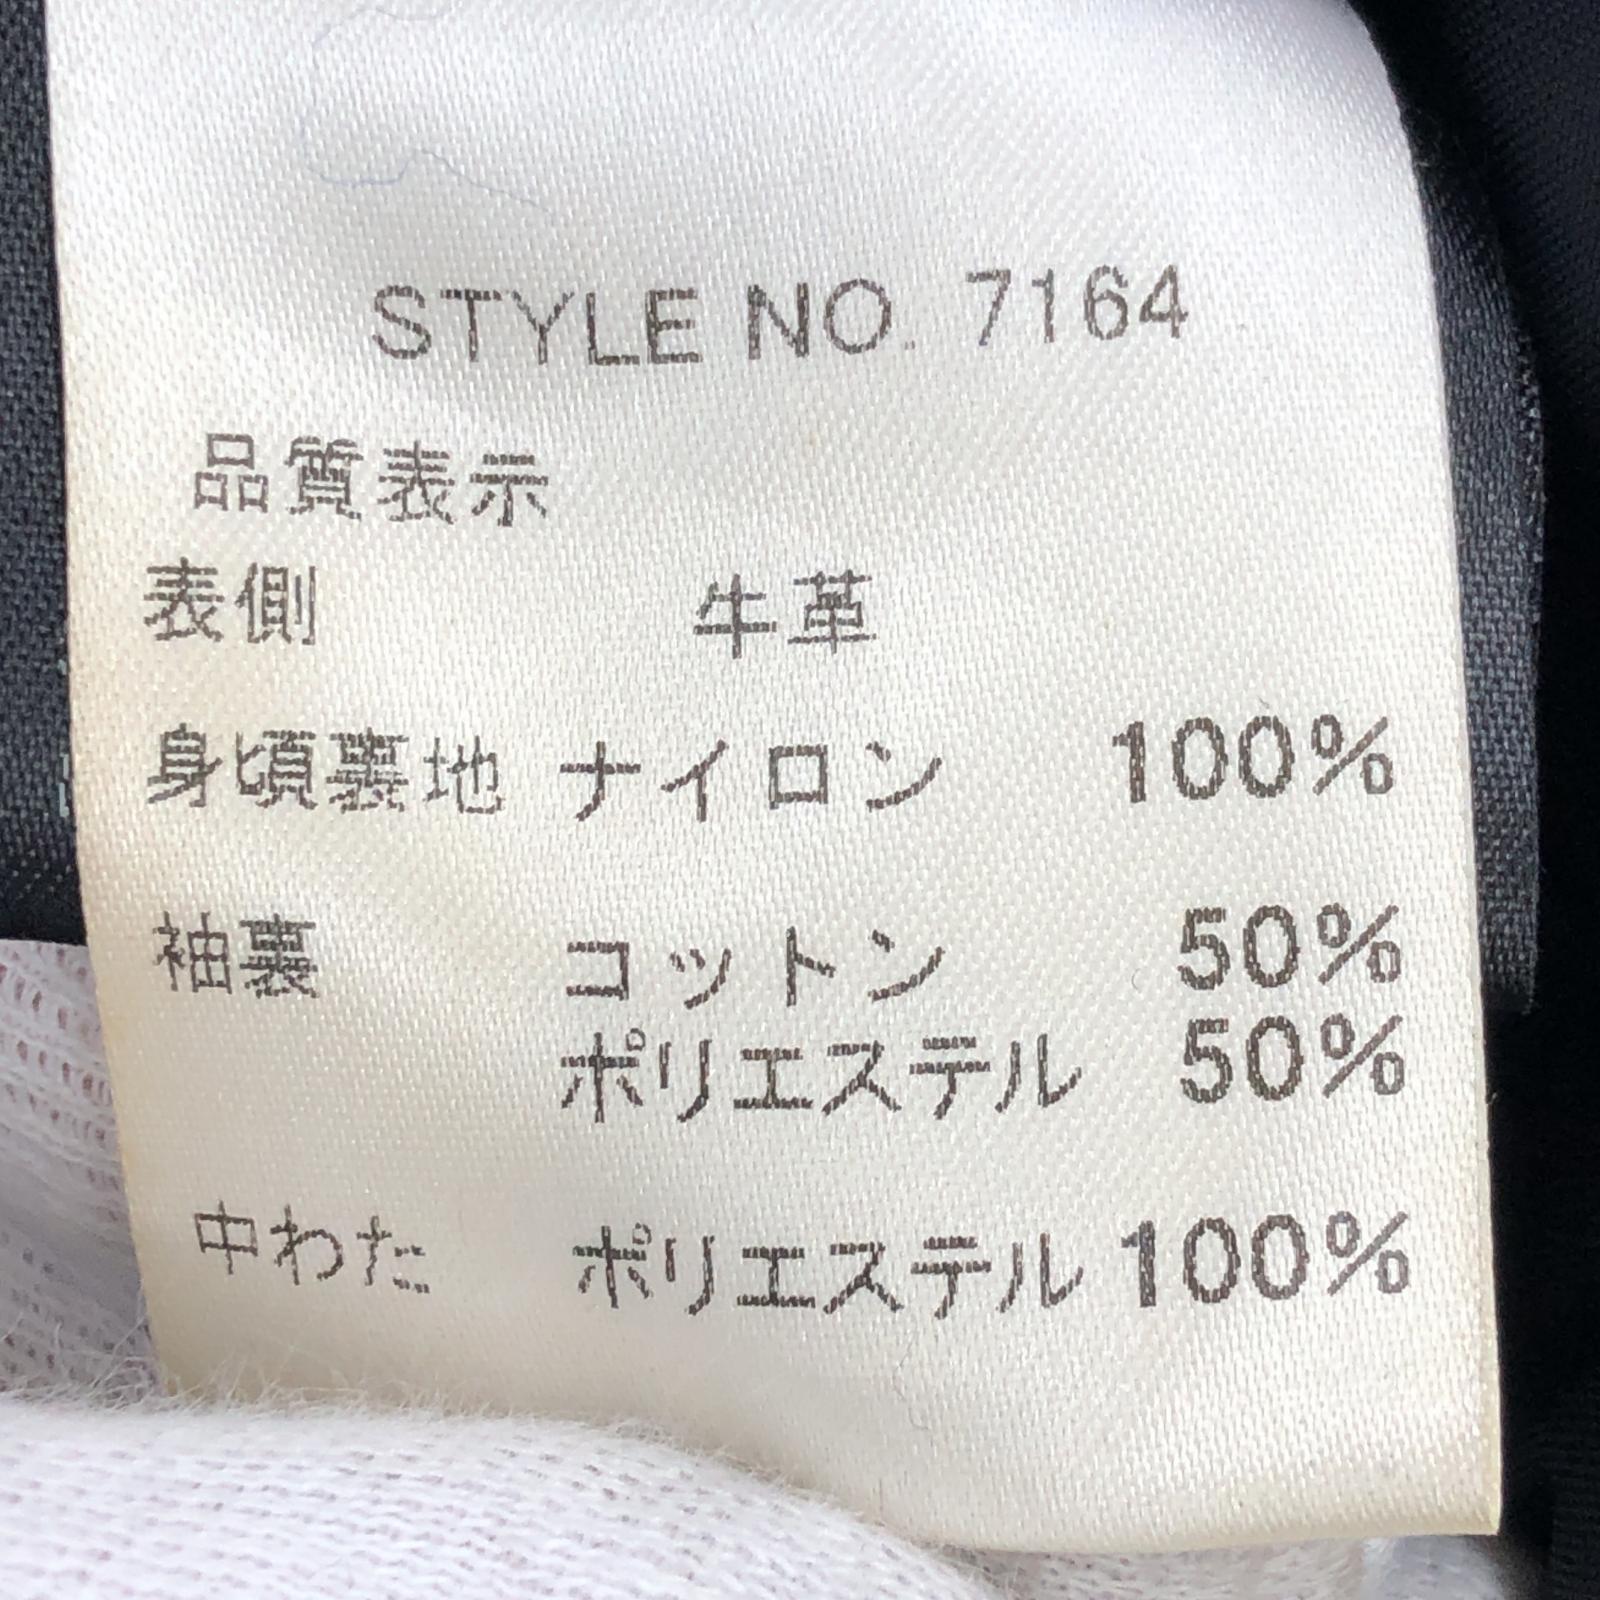 STYLE NO. 7164
品質表示
表側 牛革
身頃裏地 ナイロン 100%
袖裏 コットン 50%
ポリエステル 50%
中わた ポリエステル 100%